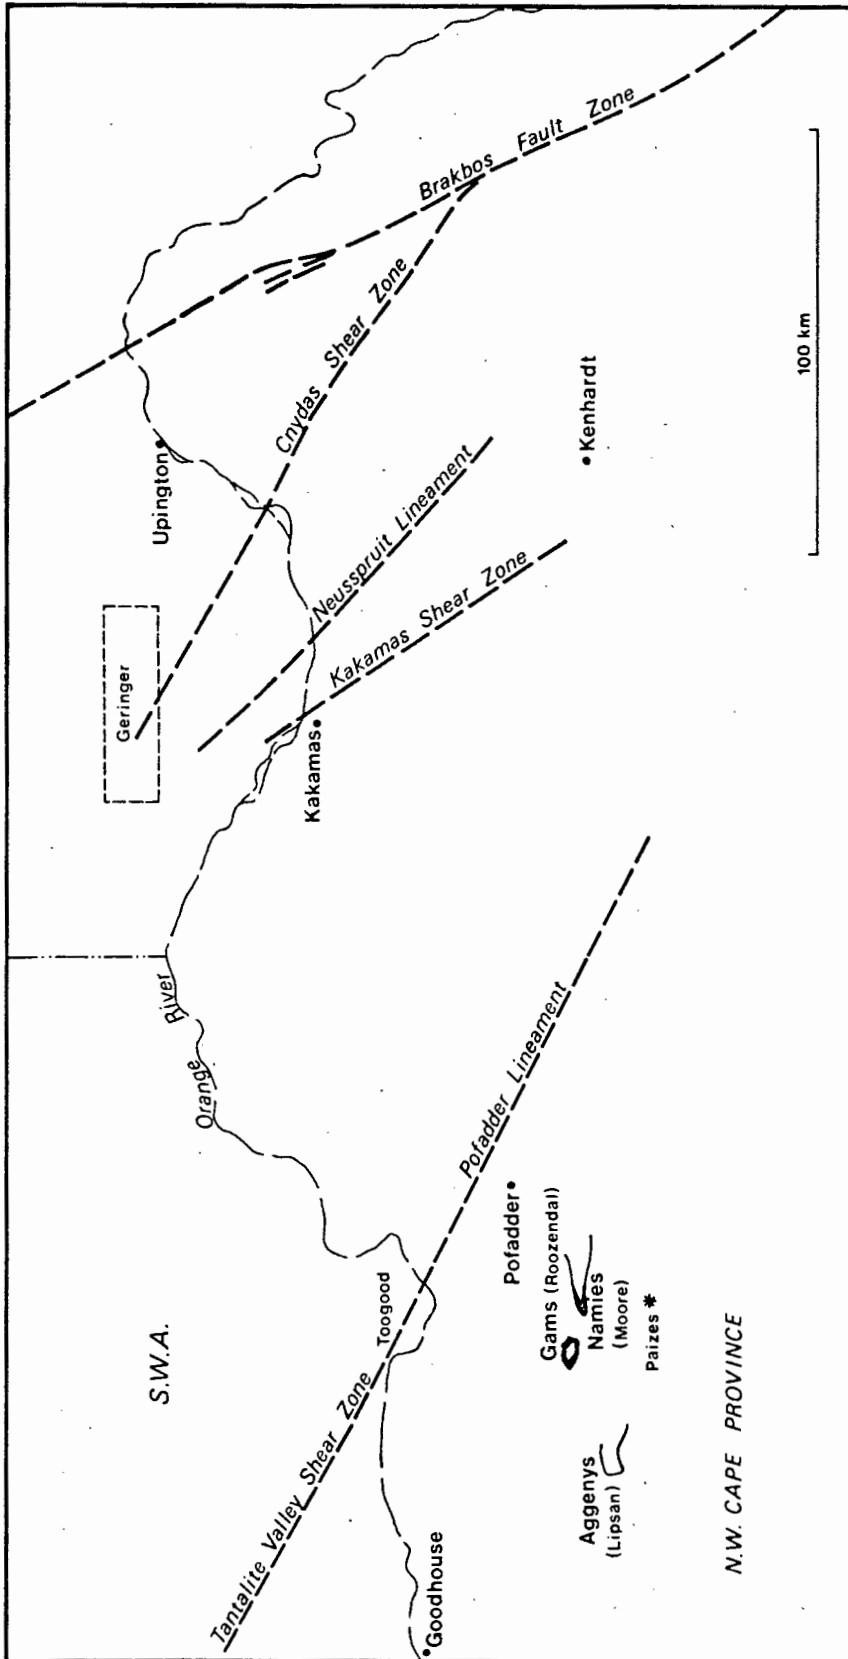 S.W.A.
Tantalite Valley Shear Zone
Toogood
Goodhouse
Orange River
Pofadder Lineament
Pofadder
Gams (Roozendal)
Namies
(Moore)
Paizes *
Aggenys
(Lipsan)
N.W. CAPE PROVINCE
Geringer
Upington
Kakamas
Kakamas Shear Zone
Neusspruit Lineament
Cnydas Shear Zone
Brakbos Fault Zone
Kenhardt
100 km